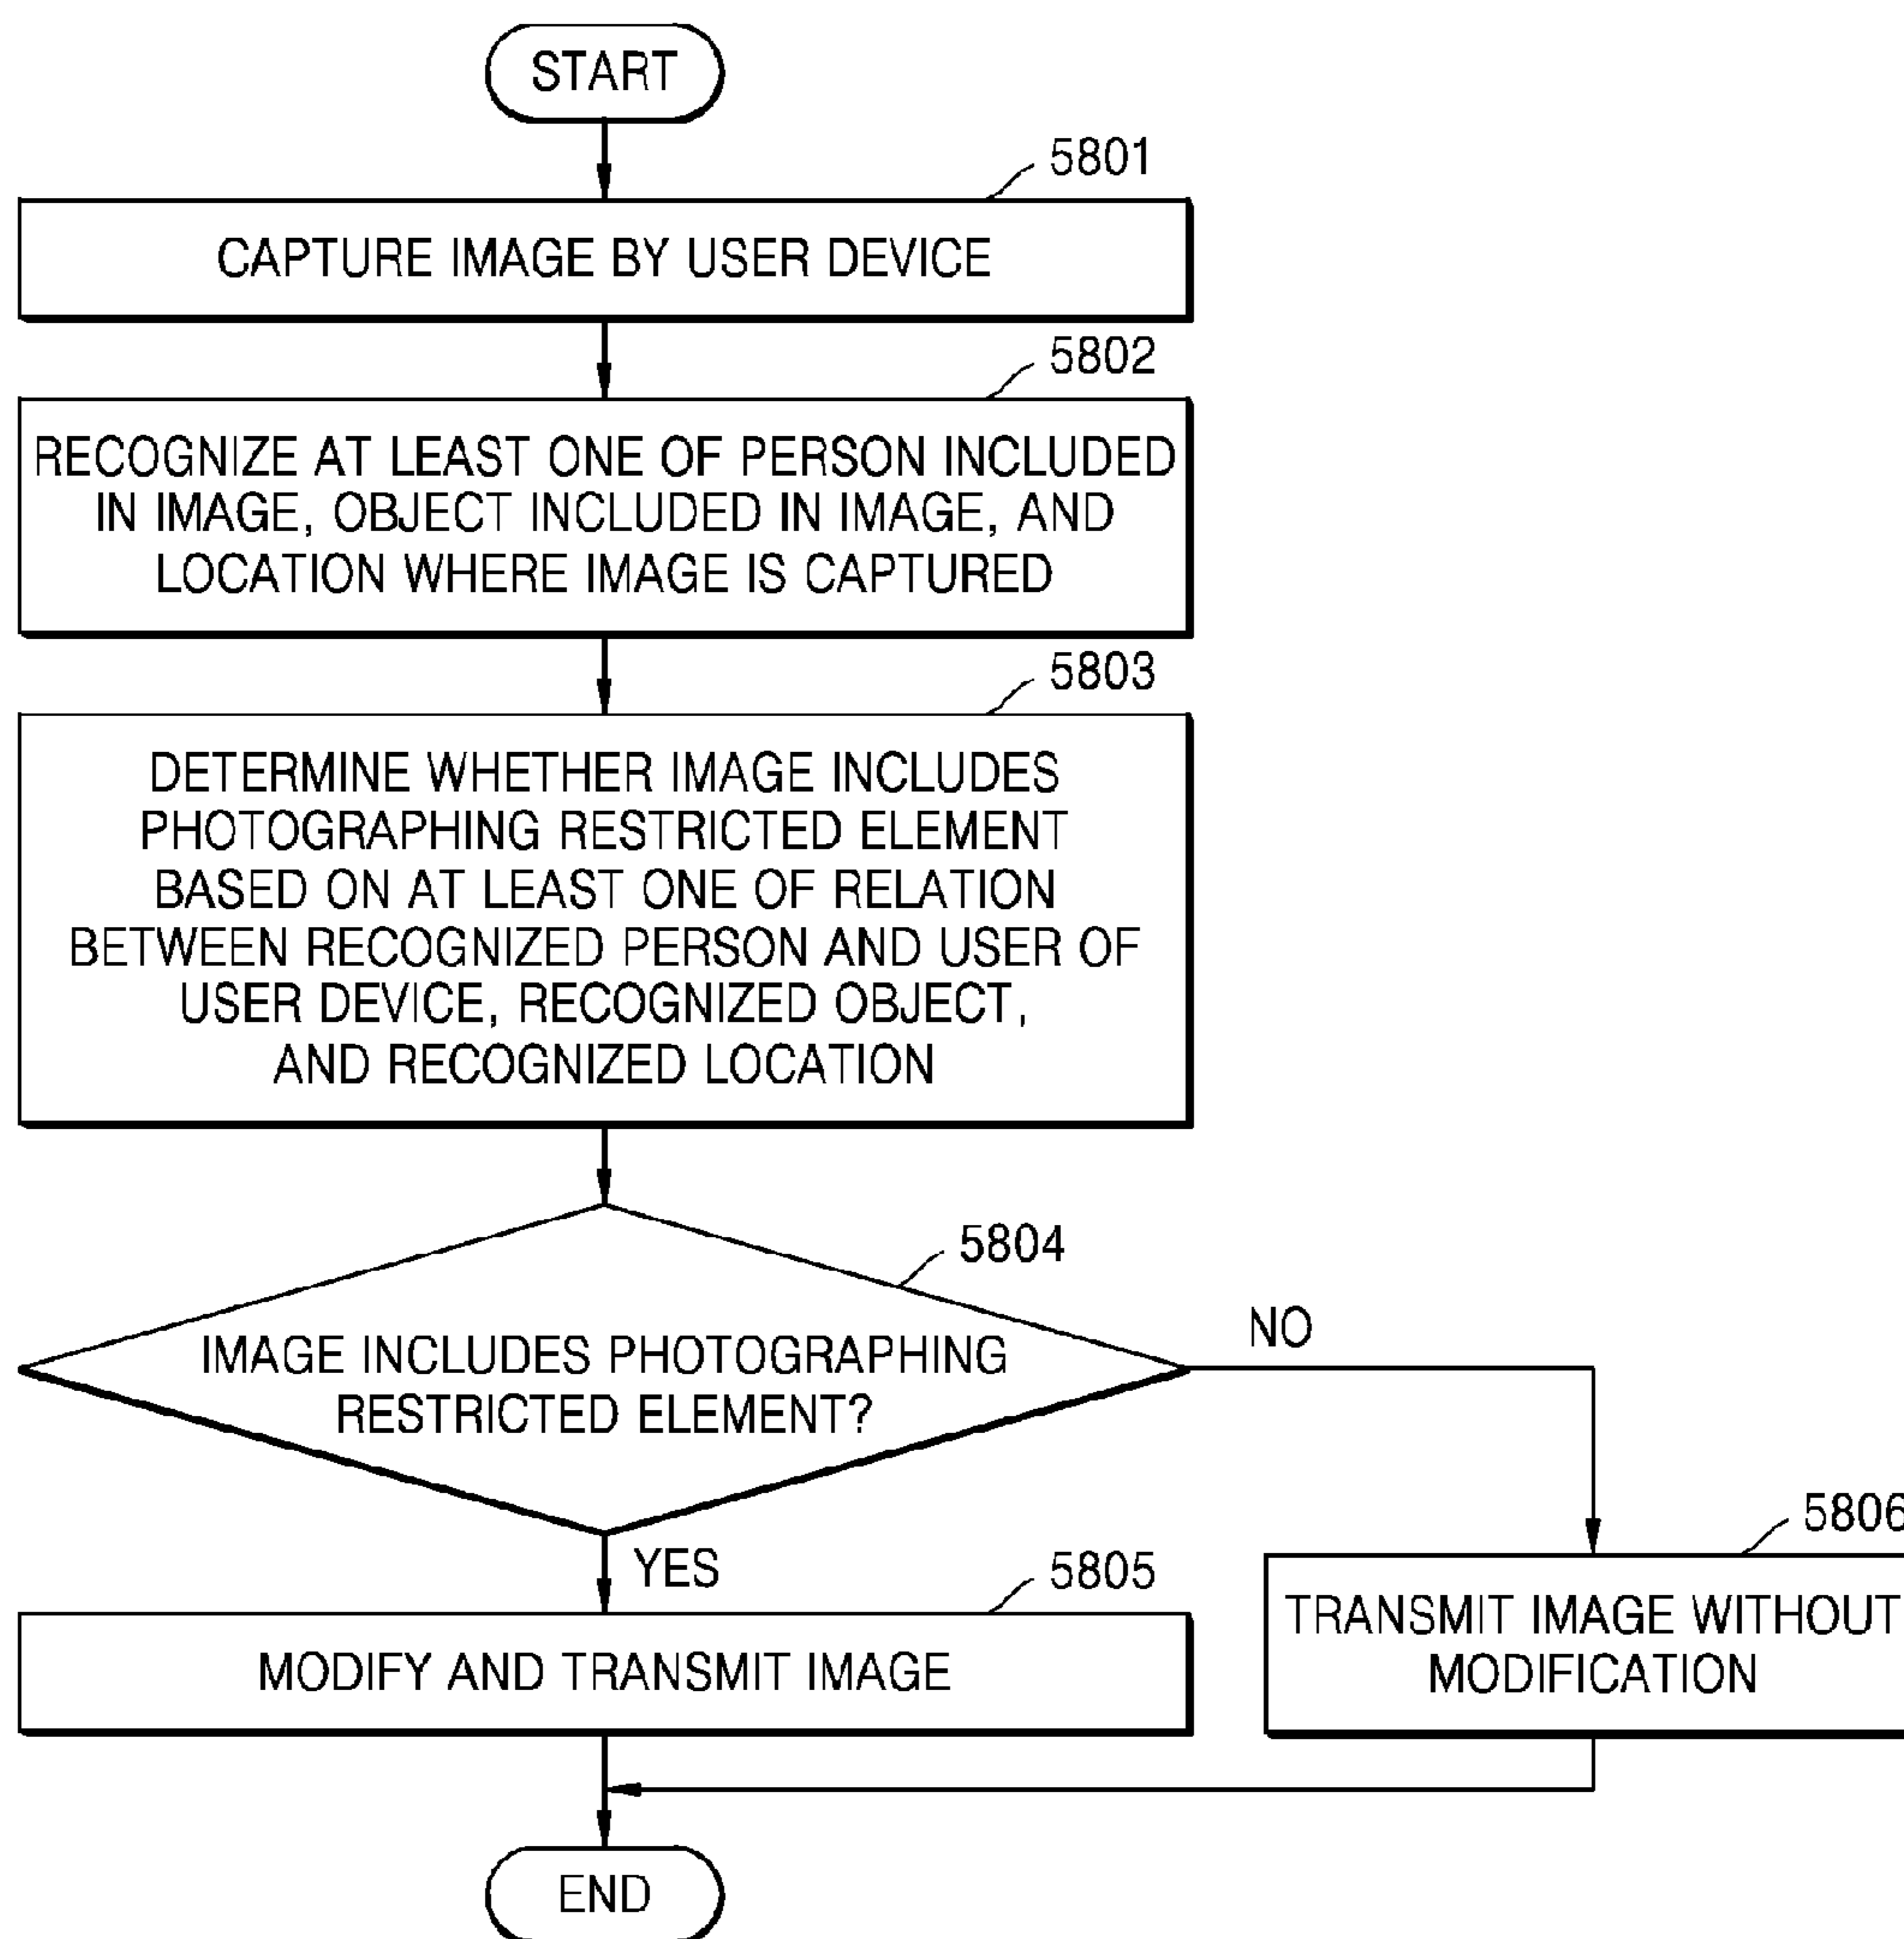 START
5801
CAPTURE IMAGE BY USER DEVICE
5802
RECOGNIZE AT LEAST ONE OF PERSON INCLUDED
IN IMAGE, OBJECT INCLUDED IN IMAGE, AND
LOCATION WHERE IMAGE IS CAPTURED
5803
DETERMINE WHETHER IMAGE INCLUDES
PHOTOGRAPHING RESTRICTED ELEMENT
BASED ON AT LEAST ONE OF RELATION
BETWEEN RECOGNIZED PERSON AND USER OF
USER DEVICE, RECOGNIZED OBJECT,
AND RECOGNIZED LOCATION
5804
IMAGE INCLUDES PHOTOGRAPHING
RESTRICTED ELEMENT?
NO
YES
5805
MODIFY AND TRANSMIT IMAGE
5806
TRANSMIT IMAGE WITHOUT
MODIFICATION
END